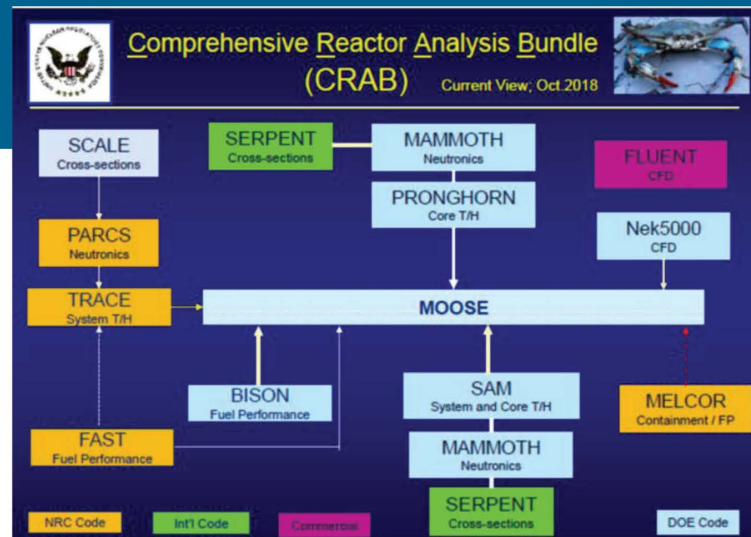 Comprehensive Reactor Analysis Bundle
(CRAB) Current View; Oct.2018
SCALE
Cross-sections
SERPENT
Cross-sections
MAMMOTH
Neutronics
FLUENT
CFD
PRONGHORN
Core T/H
PARCS
Neutronics
Nek5000
CFD
TRACE
System T/H
MOOSE
BISON
Fuel Performance
SAM
System and Core T/H
MELCOR
Containment / FP
FAST
Fuel Performance
MAMMOTH
Neutronics
SERPENT
Cross-sections
NRC Code
Int'l Code
Commercial
DOE Code